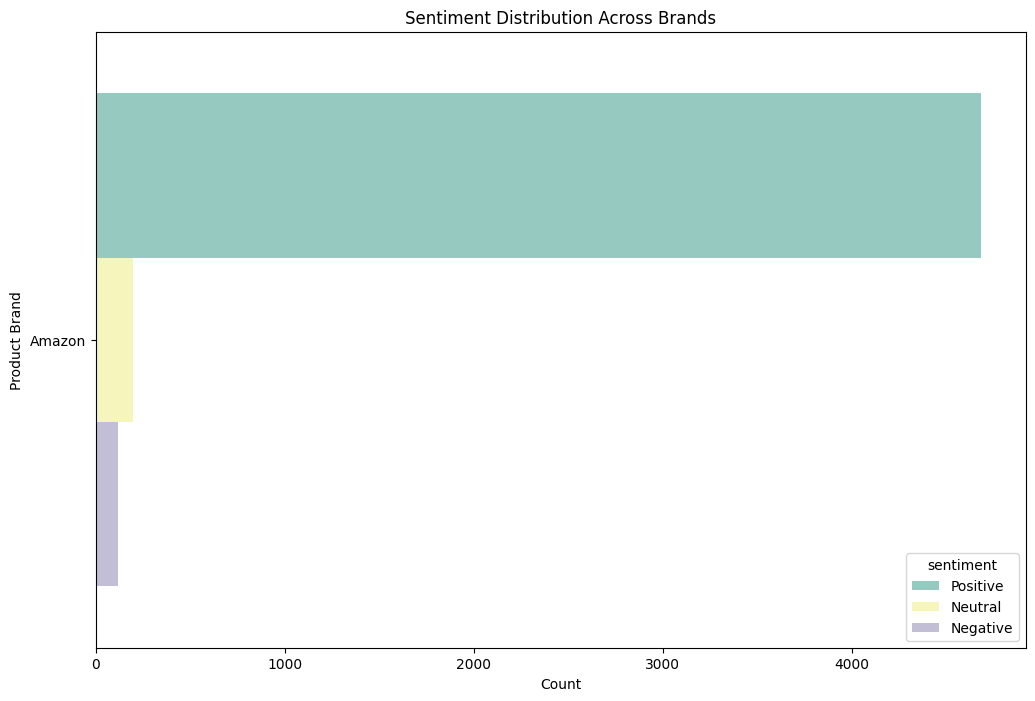 Sentiment Distribution Across Brands
Product Brand
Amazon
sentiment
Positive
Neutral
Negative
0 1000 2000 3000 4000
Count